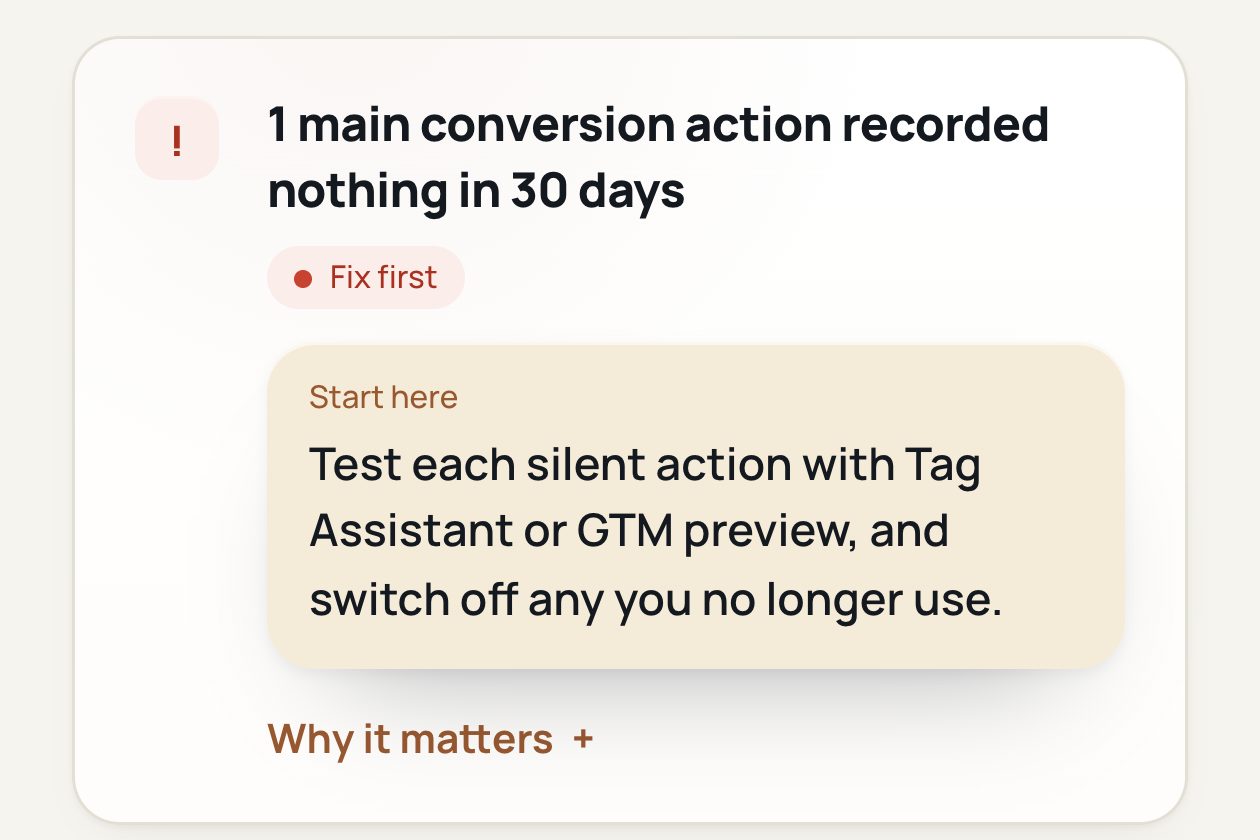 !
1 main conversion action recorded
nothing in 30 days
Fix first
Start here
Test each silent action with Tag
Assistant or GTM preview, and
switch off any you no longer use.
Why it matters +